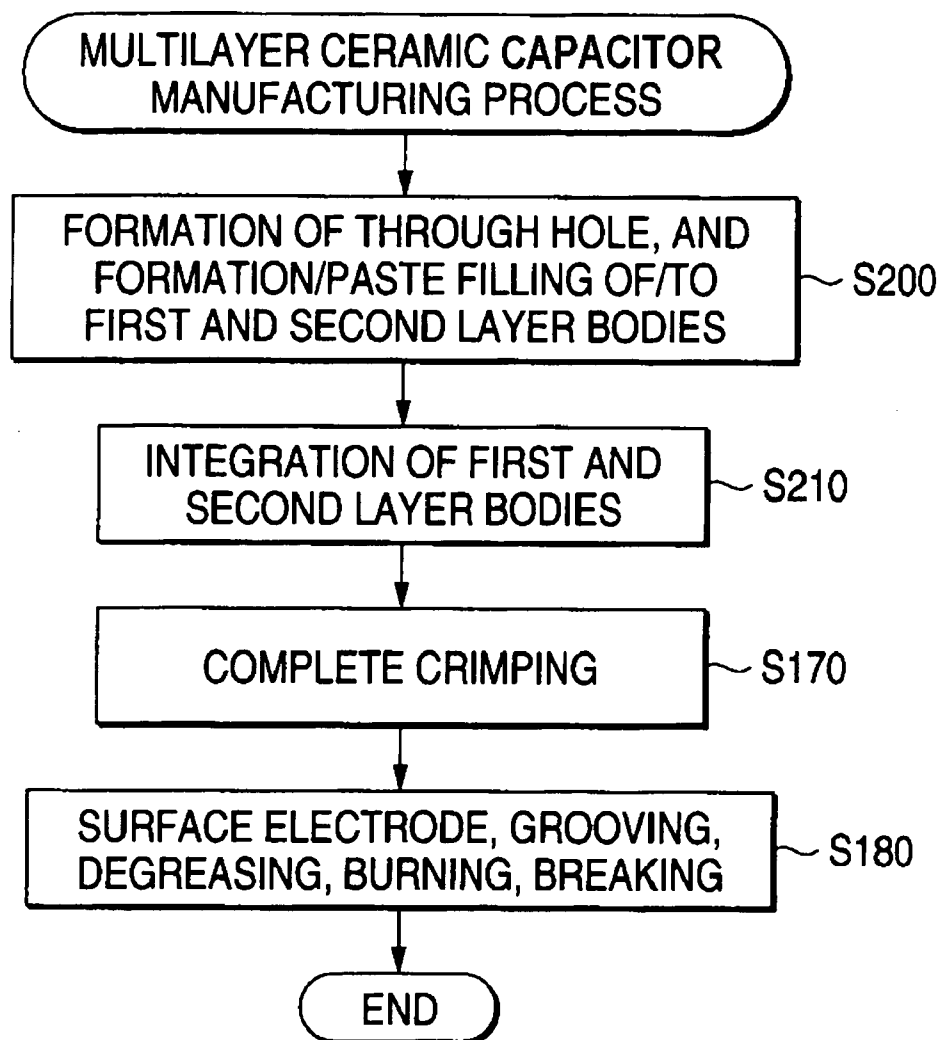 MULTILAYER CERAMIC CAPACITOR
MANUFACTURING PROCESS
FORMATION OF THROUGH HOLE, AND
FORMATION/PASTE FILLING OF/TO
FIRST AND SECOND LAYER BODIES
S200
INTEGRATION OF FIRST AND
SECOND LAYER BODIES
S210
COMPLETE CRIMPING
S170
SURFACE ELECTRODE, GROOVING,
DEGREASING, BURNING, BREAKING
S180
END